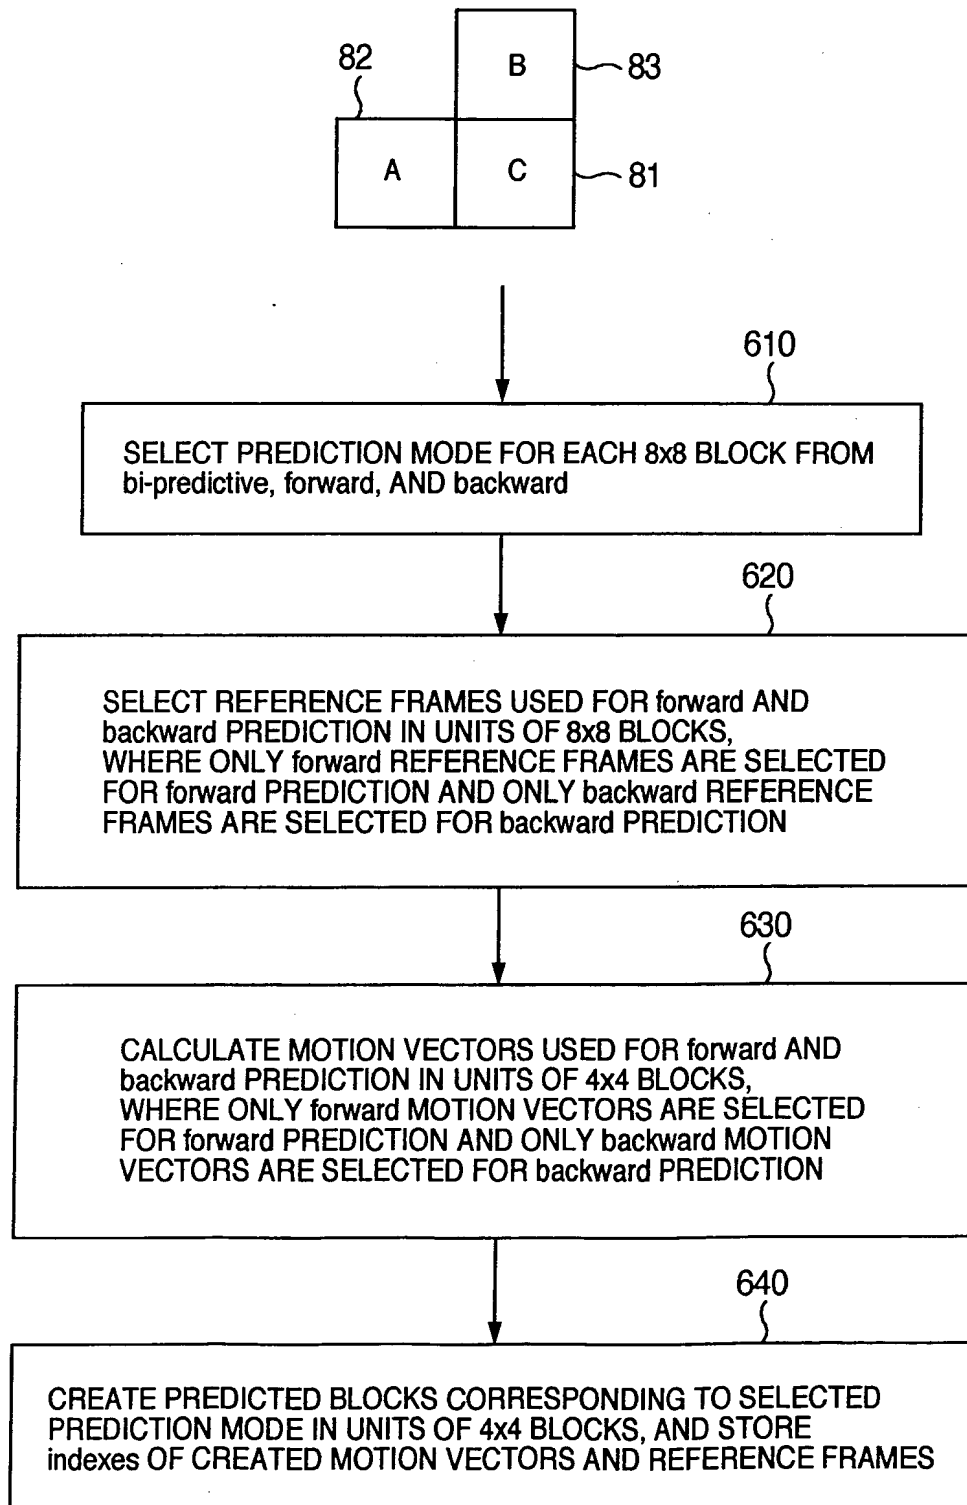 82
B
83
A
C
81
610
SELECT PREDICTION MODE FOR EACH 8x8 BLOCK FROM
bi-predictive, forward, AND backward
620
SELECT REFERENCE FRAMES USED FOR forward AND
backward PREDICTION IN UNITS OF 8x8 BLOCKS,
WHERE ONLY forward REFERENCE FRAMES ARE SELECTED
FOR forward PREDICTION AND ONLY backward REFERENCE
FRAMES ARE SELECTED FOR backward PREDICTION
630
CALCULATE MOTION VECTORS USED FOR forward AND
backward PREDICTION IN UNITS OF 4x4 BLOCKS,
WHERE ONLY forward MOTION VECTORS ARE SELECTED
FOR forward PREDICTION AND ONLY backward MOTION
VECTORS ARE SELECTED FOR backward PREDICTION
640
CREATE PREDICTED BLOCKS CORRESPONDING TO SELECTED
PREDICTION MODE IN UNITS OF 4x4 BLOCKS, AND STORE
indexes OF CREATED MOTION VECTORS AND REFERENCE FRAMES